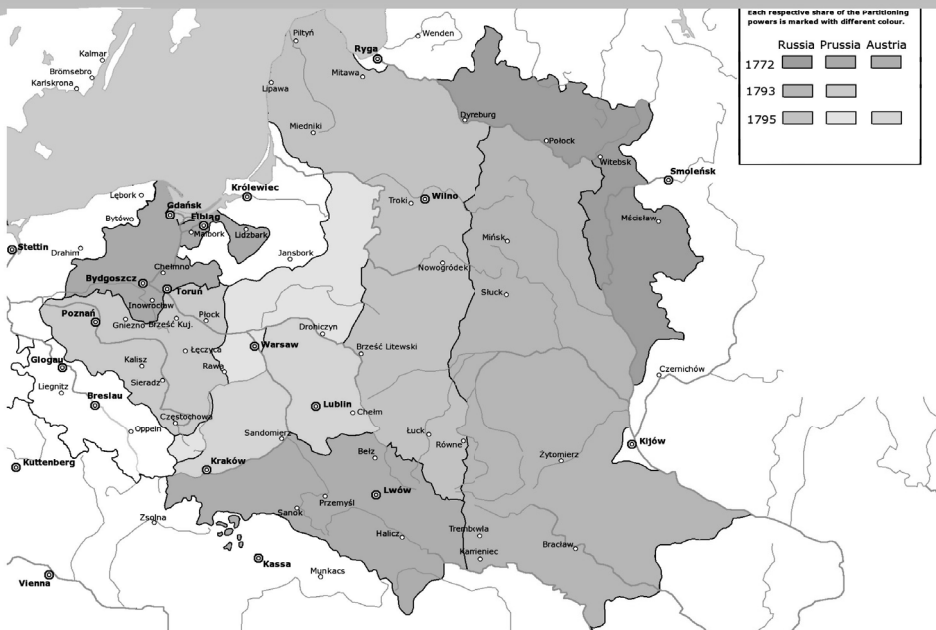 Each respective share of the Partitioning
powers is marked with different colour.
Russia Prussia Austria
1772
1793
1795
Piltyń
Wenden
Kalmar
Ryga
Brömsebro
Mitawa
Karlskrona
Lipawa
Dyreburg
Miedniki
Połock
Witebsk
Smoleńsk
Królewiec
Lębork
Troki
Wilno
Gdańsk
Bytów
Elbląg
Mścisław
Malbork
Lidzbark
Mińsk
Stettin
Drahim
Jansbork
Chełmno
Nowogródek
Bydgoszcz
Toruń
Słuck
Inowrocław
Płock
Poznań
Gniezno
Brześć Kuj.
Drohiczyn
Warsaw
Brześć Litewski
Łęczyca
Glogau
Kalisz
Rawa
Czernichów
Liegnitz
Sieradz
Breslau
Lublin
Chełm
Częstochowa
Oppeln
Sandomierz
Łuck
Równe
Kijów
Bełz
Kuttenberg
Kraków
Żytomierz
Lwów
Przemyśl
Zsolna
Sanok
Halicz
Trembwla
Bracław
Kamieniec
Kassa
Munkacs
Vienna